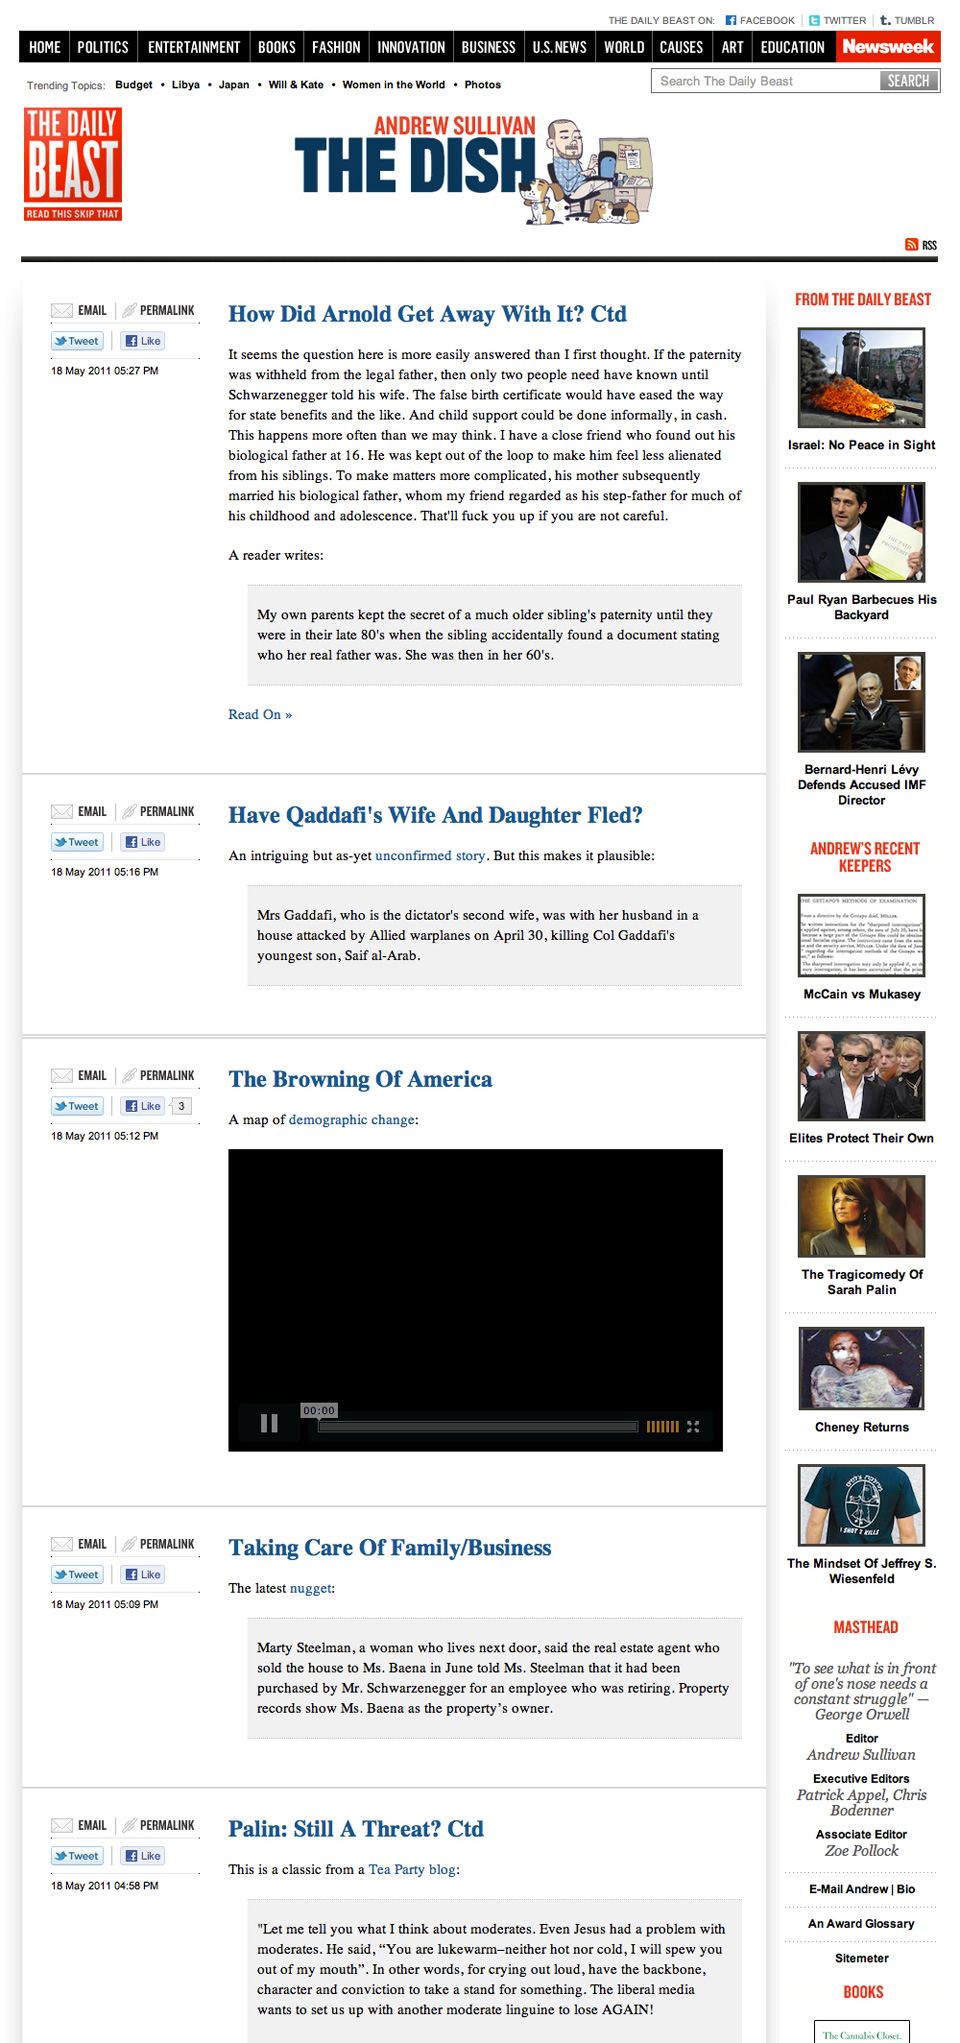 THE DAILY BEAST ON: FACEBOOK TWITTER TUMBLR
HOME POLITICS ENTERTAINMENT BOOKS FASHION INNOVATION BUSINESS U.S. NEWS WORLD CAUSES ART EDUCATION Newsweek
Trending Topics: Budget • Libya • Japan • Will & Kate • Women in the World • Photos
Search The Daily Beast SEARCH
THE DAILY
BEAST
READ THIS SKIP THAT
ANDREW SULLIVAN
THE DISH
RSS
EMAIL PERMALINK
Tweet Like
18 May 2011 05:27 PM
How Did Arnold Get Away With It? Ctd
It seems the question here is more easily answered than I first thought. If the paternity
was withheld from the legal father, then only two people need have known until
Schwarzenegger told his wife. The false birth certificate would have eased the way
for state benefits and the like. And child support could be done informally, in cash.
This happens more often than we may think. I have a close friend who found out his
biological father at 16. He was kept out of the loop to make him feel less alienated
from his siblings. To make matters more complicated, his mother subsequently
married his biological father, whom my friend regarded as his step-father for much of
his childhood and adolescence. That'll fuck you up if you are not careful.
A reader writes:
My own parents kept the secret of a much older sibling's paternity until they
were in their late 80's when the sibling accidentally found a document stating
who her real father was. She was then in her 60's.
Read On »
EMAIL PERMALINK
Tweet Like
18 May 2011 05:16 PM
Have Qaddafi's Wife And Daughter Fled?
An intriguing but as-yet unconfirmed story. But this makes it plausible:
Mrs Gaddafi, who is the dictator's second wife, was with her husband in a
house attacked by Allied warplanes on April 30, killing Col Gaddafi's
youngest son, Saif al-Arab.
EMAIL PERMALINK
Tweet Like 3
18 May 2011 05:12 PM
The Browning Of America
A map of demographic change:
00:00
EMAIL PERMALINK
Tweet Like
18 May 2011 05:09 PM
Taking Care Of Family/Business
The latest nugget:
Marty Steelman, a woman who lives next door, said the real estate agent who
sold the house to Ms. Baena in June told Ms. Steelman that it had been
purchased by Mr. Schwarzenegger for an employee who was retiring. Property
records show Ms. Baena as the property’s owner.
EMAIL PERMALINK
Tweet Like
18 May 2011 04:58 PM
Palin: Still A Threat? Ctd
This is a classic from a Tea Party blog:
"Let me tell you what I think about moderates. Even Jesus had a problem with
moderates. He said, “You are lukewarm–neither hot nor cold, I will spew you
out of my mouth”. In other words, for crying out loud, have the backbone,
character and conviction to take a stand for something. The liberal media
wants to set us up with another moderate linguine to lose AGAIN!
FROM THE DAILY BEAST
Israel: No Peace in Sight
THE PATH
PROSPERITY
Paul Ryan Barbecues His
Backyard
Bernard-Henri Lévy
Defends Accused IMF
Director
ANDREW'S RECENT
KEEPERS
THE GESTAPO'S METHODS OF EXAMINATION
From a directive by the Gestapo chief, MÜLLER.
McCain vs Mukasey
Elites Protect Their Own
The Tragicomedy Of
Sarah Palin
Cheney Returns
1 SHOT 2 KILLS
The Mindset Of Jeffrey S.
Wiesenfeld
MASTHEAD
"To see what is in front
of one's nose needs a
constant struggle" —
George Orwell
Editor
Andrew Sullivan
Executive Editors
Patrick Appel, Chris
Bodenner
Associate Editor
Zoe Pollock
E-Mail Andrew | Bio
An Award Glossary
Sitemeter
BOOKS
The Cannabis Closet.